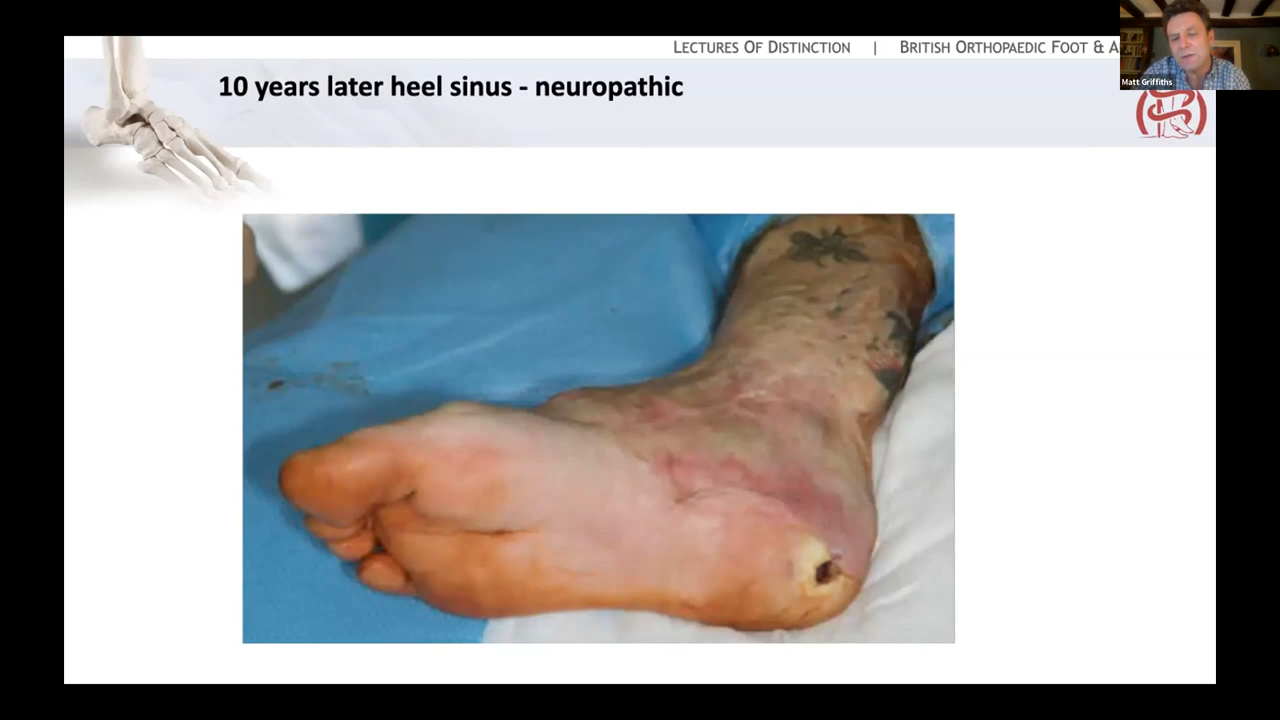 LECTURES OF DISTINCTION | BRITISH ORTHOPAEDIC FOOT & A
Matt Griffiths
10 years later heel sinus - neuropathic